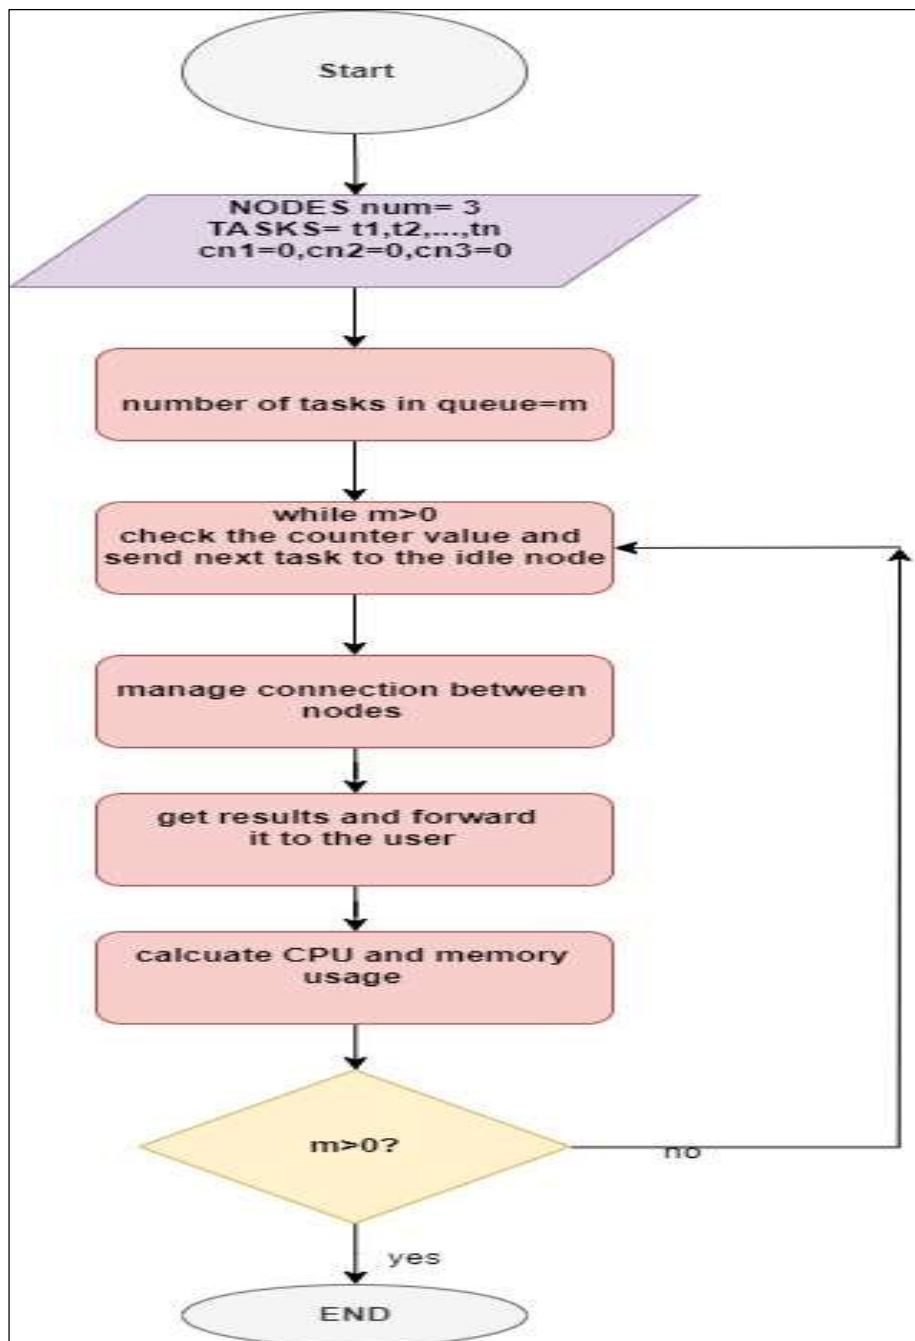 Start
NODES num= 3
TASKS= t1,t2,...,tn
cn1=0,cn2=0,cn3=0
number of tasks in queue=m
while m>0
check the counter value and
send next task to the idle node
manage connection between
nodes
get results and forward
it to the user
calcuate CPU and memory
usage
m>0?
no
yes
END